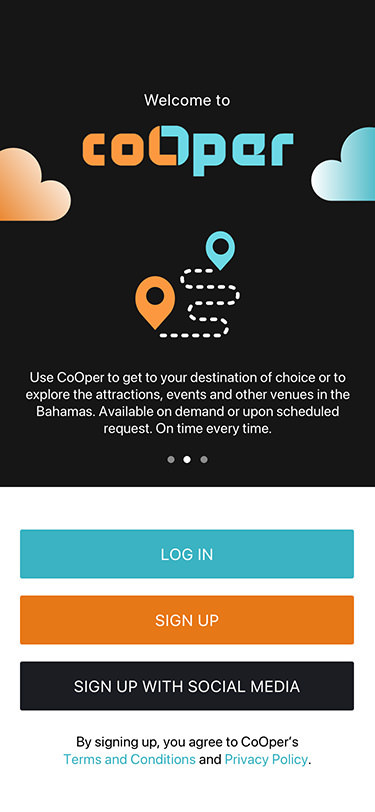 Welcome to
coOper
Use CoOper to get to your destination of choice or to
explore the attractions, events and other venues in the
Bahamas. Available on demand or upon scheduled
request. On time every time.
LOG IN
SIGN UP
SIGN UP WITH SOCIAL MEDIA
By signing up, you agree to CoOper's
Terms and Conditions and Privacy Policy.